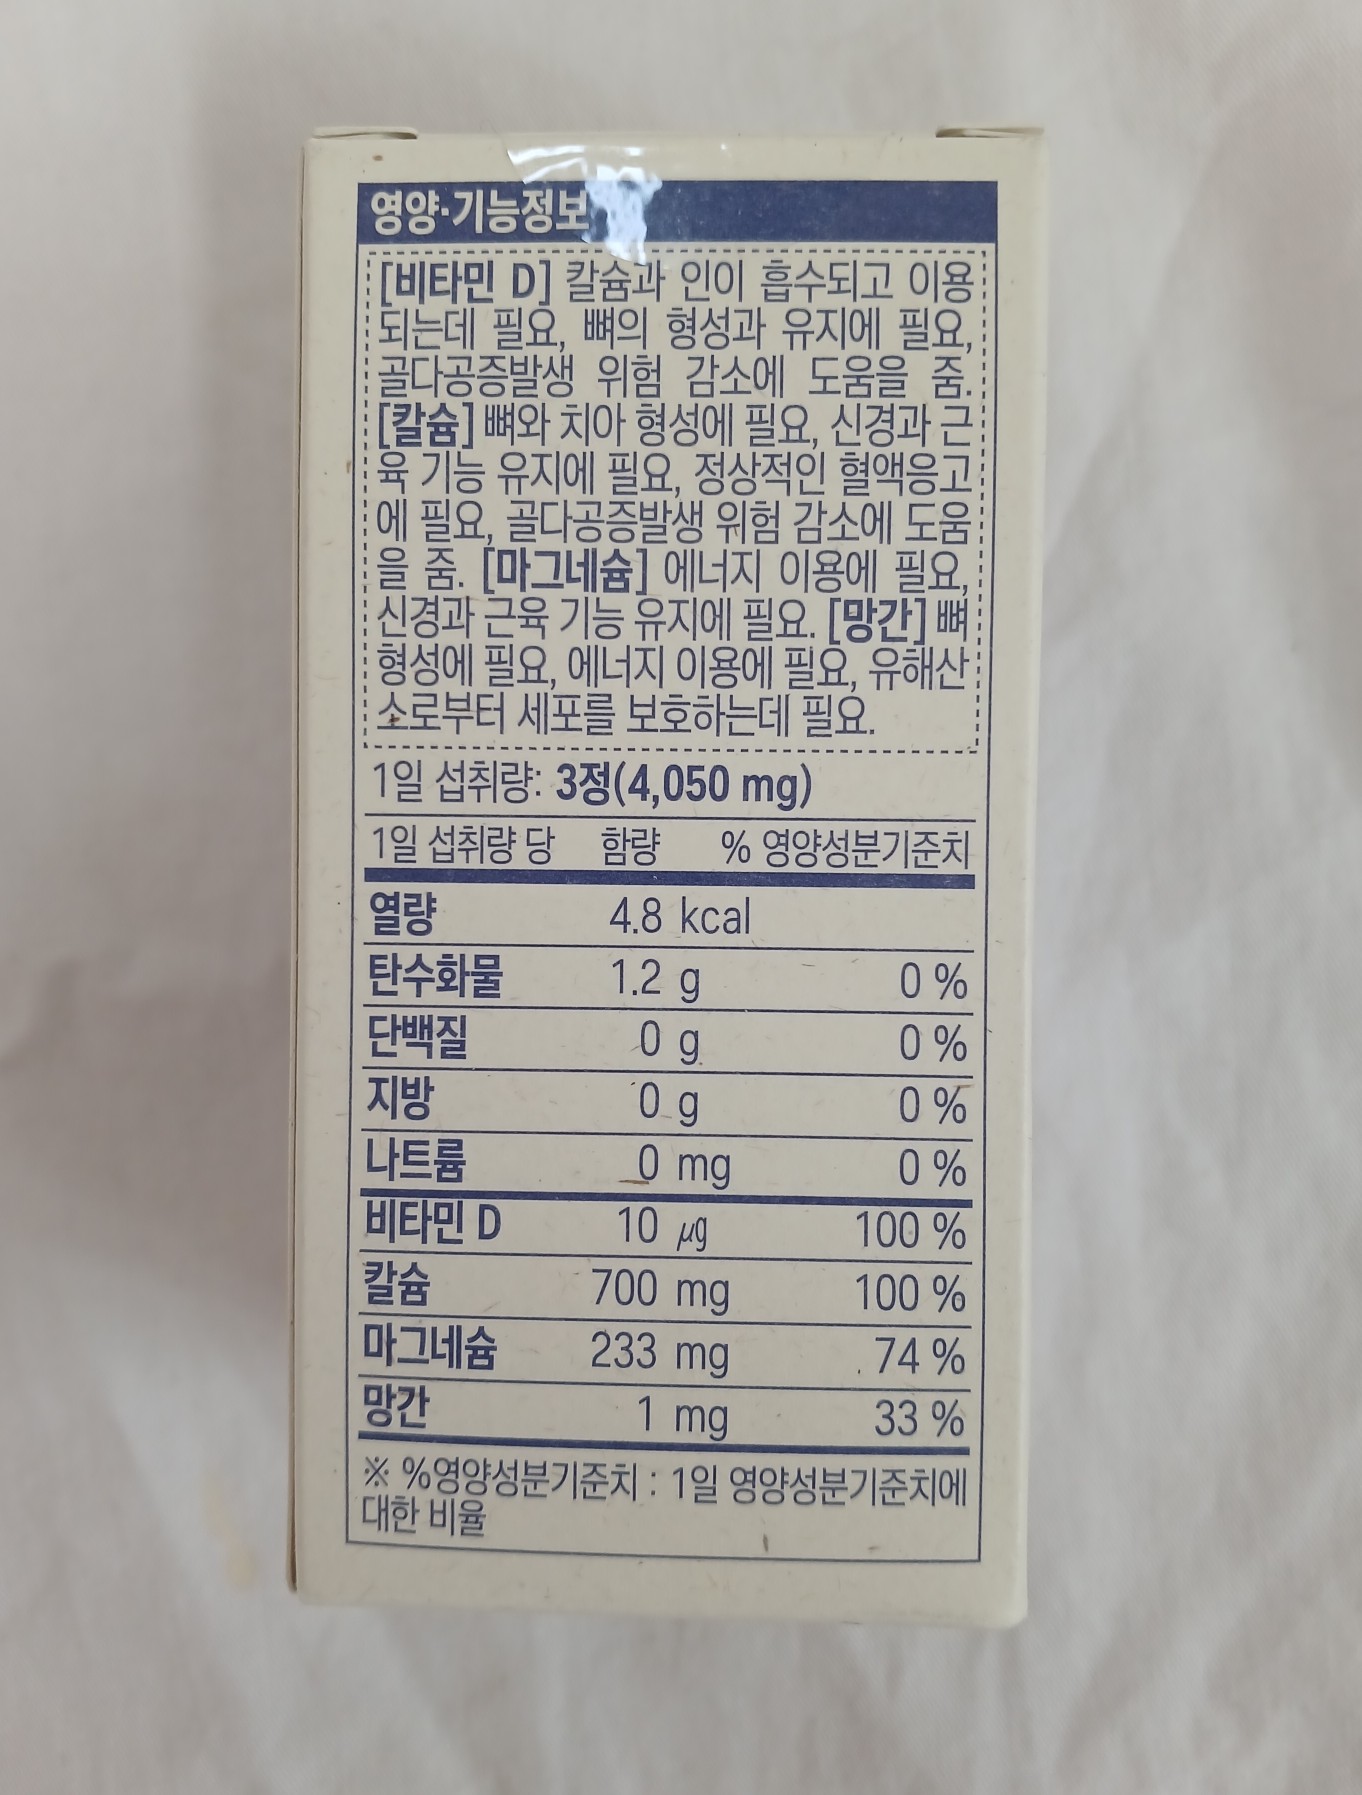 영양·기능정보
[비타민 D] 칼슘과 인이 흡수되고 이용
되는데 필요, 뼈의 형성과 유지에 필요,
골다공증발생 위험 감소에 도움을 줌.
[칼슘] 뼈와 치아 형성에 필요, 신경과 근
육 기능 유지에 필요, 정상적인 혈액응고
에 필요, 골다공증발생 위험 감소에 도움
을 줌. [마그네슘] 에너지 이용에 필요,
신경과 근육 기능 유지에 필요. [망간] 뼈
형성에 필요, 에너지 이용에 필요, 유해산
소로부터 세포를 보호하는데 필요.
1일 섭취량: 3정(4,050 mg)
1일 섭취량 당 함량 % 영양성분기준치
열량 4.8 kcal
탄수화물 1.2 g 0 %
단백질 0 g 0 %
지방 0 g 0 %
나트륨 0 mg 0 %
비타민 D 10 µg 100 %
칼슘 700 mg 100 %
마그네슘 233 mg 74 %
망간 1 mg 33 %
※ %영양성분기준치 : 1일 영양성분기준치에
대한 비율